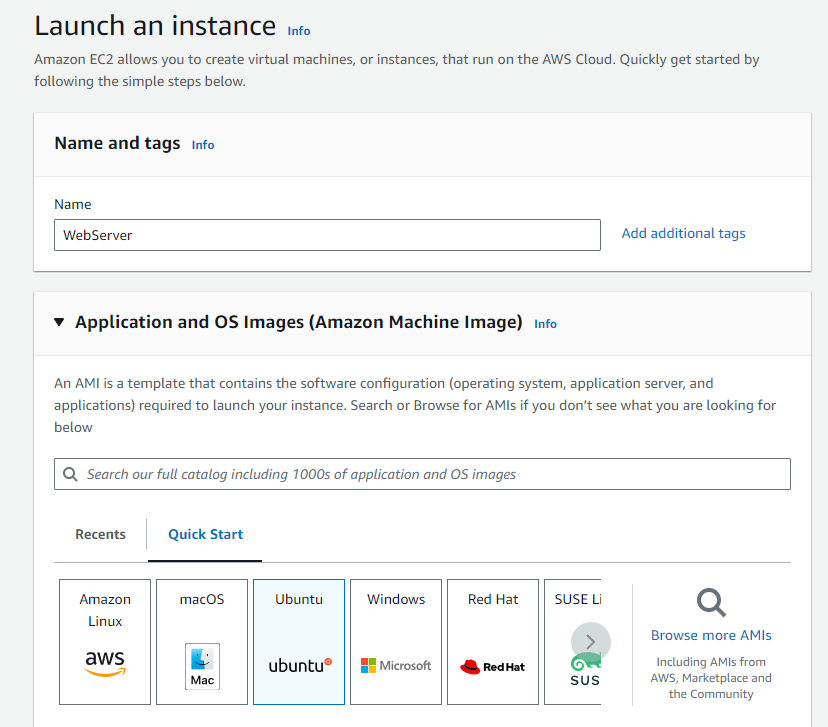 Launch an instance Info
Amazon EC2 allows you to create virtual machines, or instances, that run on the AWS Cloud. Quickly get started by
following the simple steps below.
Name and tags Info
Name
WebServer
Add additional tags
Application and OS Images (Amazon Machine Image) Info
An AMI is a template that contains the software configuration (operating system, application server, and
applications) required to launch your instance. Search or Browse for AMIs if you don’t see what you are looking for
below
Search our full catalog including 1000s of application and OS images
Recents
Quick Start
Amazon
Linux
aws
macOS
Mac
Ubuntu
ubuntu
Windows
Microsoft
Red Hat
Red Hat
SUSE Li
SUS
Browse more AMIs
Including AMIs from
AWS, Marketplace and
the Community